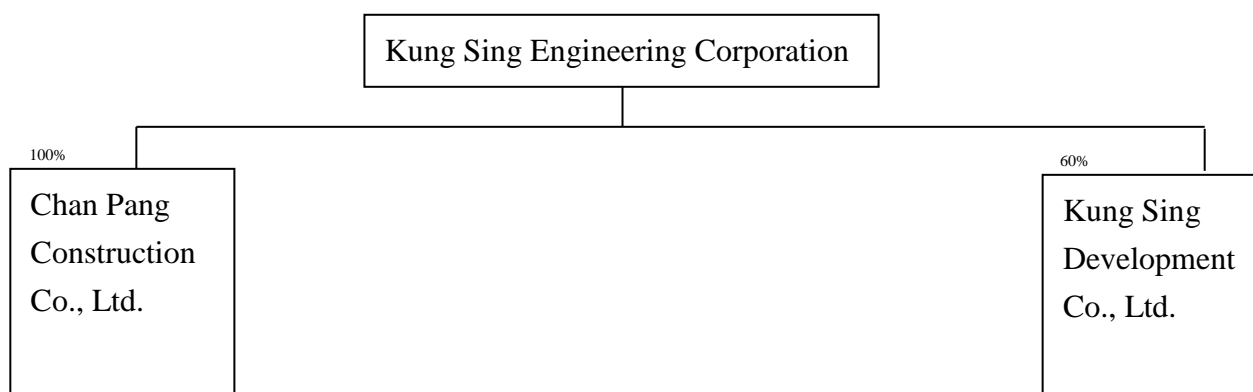 Kung Sing Engineering Corporation
100%
60%
Chan Pang
Construction
Co., Ltd.
Kung Sing
Development
Co., Ltd.